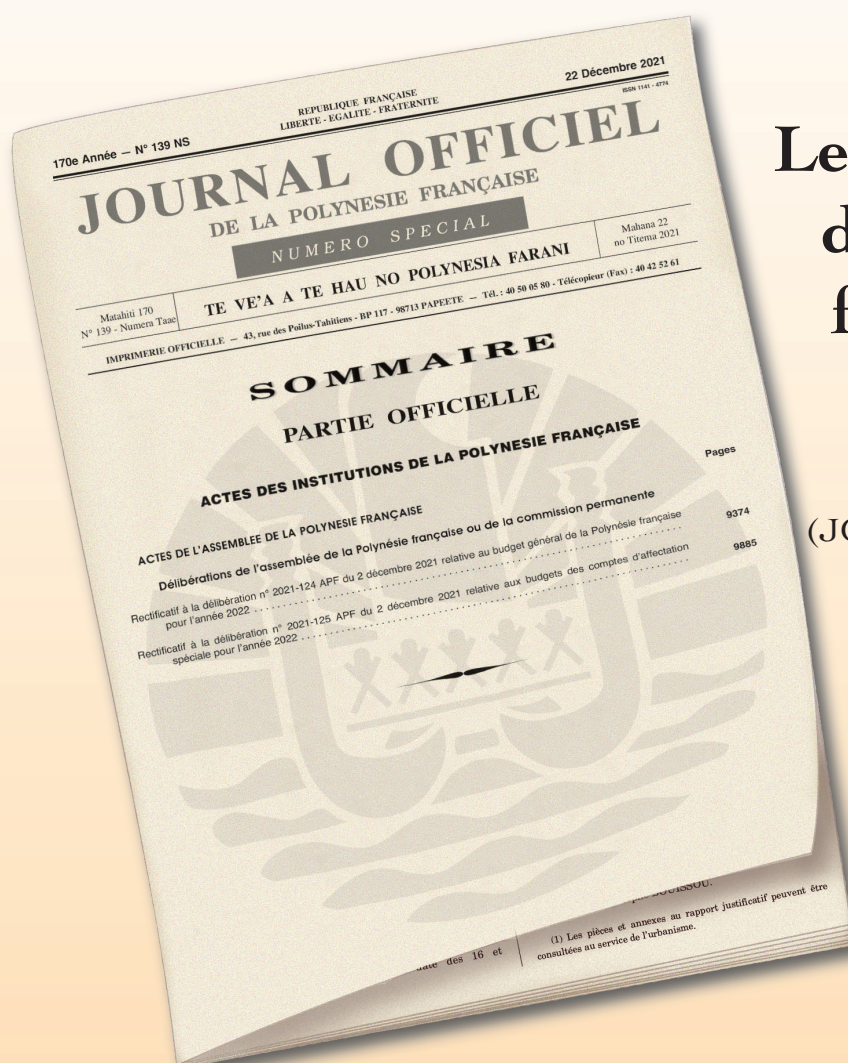 22 Décembre 2021
ISSN 1141 - 4774
REPUBLIQUE FRANÇAISE
LIBERTE - EGALITE - FRATERNITE
170e Année — N° 139 NS
JOURNAL OFFICIEL
DE LA POLYNESIE FRANÇAISE
NUMERO SPECIAL
Matahiti 170
N° 139 - Numera Taae
TE VE'A A TE HAU NO POLYNESIA FARANI
Mahana 22
no Titema 2021
IMPRIMERIE OFFICIELLE — 43, rue des Poilus-Tahitiens - BP 117 - 98713 PAPEETE — Tél. : 40 50 05 80 - Télécopieur (Fax) : 40 42 52 61
SOMMAIRE
PARTIE OFFICIELLE
ACTES DES INSTITUTIONS DE LA POLYNESIE FRANÇAISE
Pages
ACTES DE L'ASSEMBLEE DE LA POLYNESIE FRANÇAISE
Délibérations de l'assemblée de la Polynésie française ou de la commission permanente
Rectificatif à la délibération n° 2021-124 APF du 2 décembre 2021 relative au budget général de la Polynésie française
pour l'année 2022 . . . . . . . . . . . . . . . . . . . . 9374
Rectificatif à la délibération n° 2021-125 APF du 2 décembre 2021 relative aux budgets des comptes d'affectation
spéciale pour l'année 2022 . . . . . . . . . . . . . . . . . . . . 9885
des 16 et
(1) Les pièces et annexes au rapport justificatif peuvent être
consultées au service de l'urbanisme.
Le
d
f
(JO